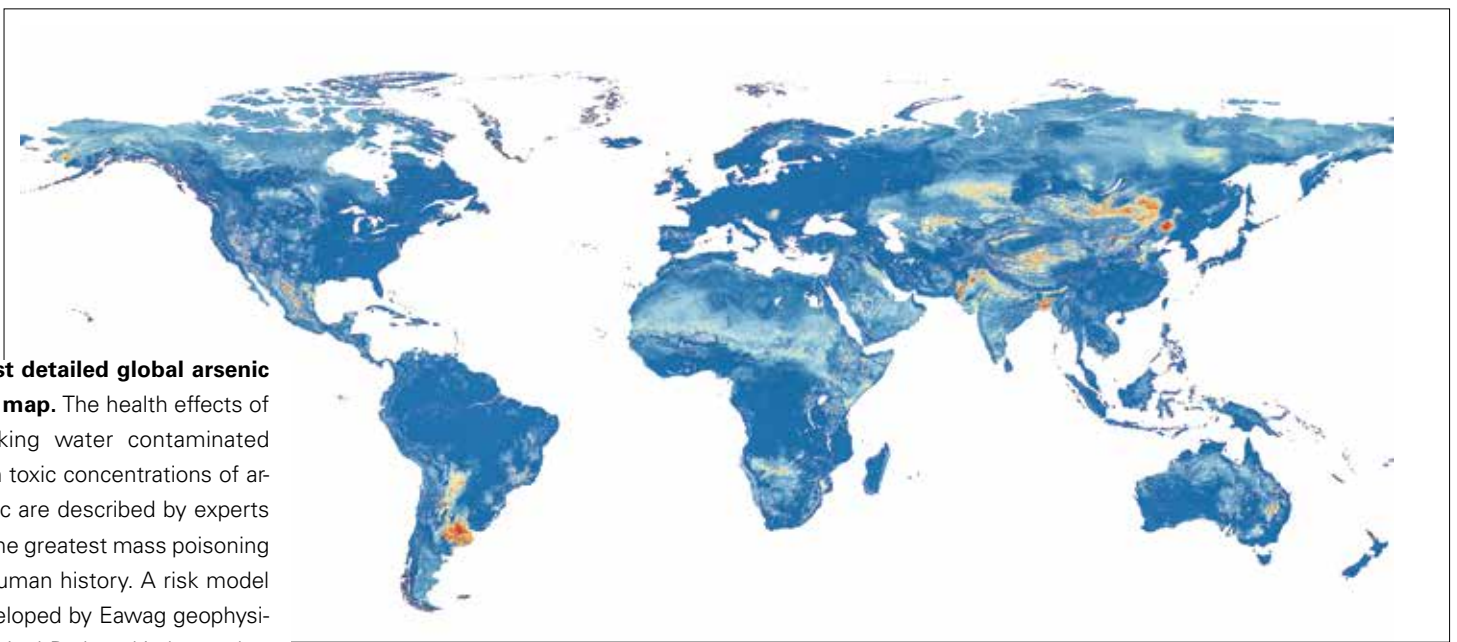 st detailed global arsenic
map. The health effects of
king water contaminated
toxic concentrations of ar-
c are described by experts
he greatest mass poisoning
uman history. A risk model
eloped by Eawag geophysi-